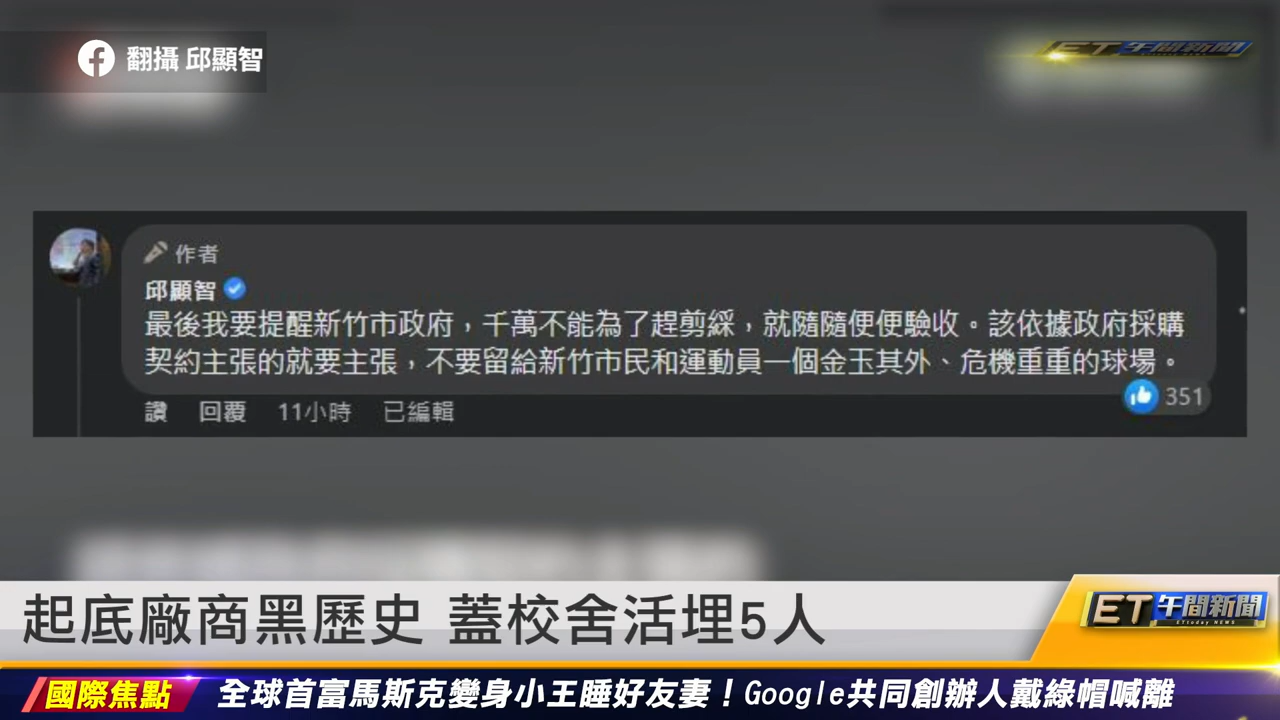 翻攝 邱顯智
ET午間新聞
作者
邱顯智
最後我要提醒新竹市政府，千萬不能為了趕剪綵，就隨隨便便驗收。該依據政府採購
契約主張的就要主張，不要留給新竹市民和運動員一個金玉其外、危機重重的球場。
351
讚 回覆 11小時 已編輯
起底廠商黑歷史 蓋校舍活埋5人
ET午間新聞
ETtoday NEWS
國際焦點 全球首富馬斯克變身小王睡好友妻！Google共同創辦人戴綠帽喊離